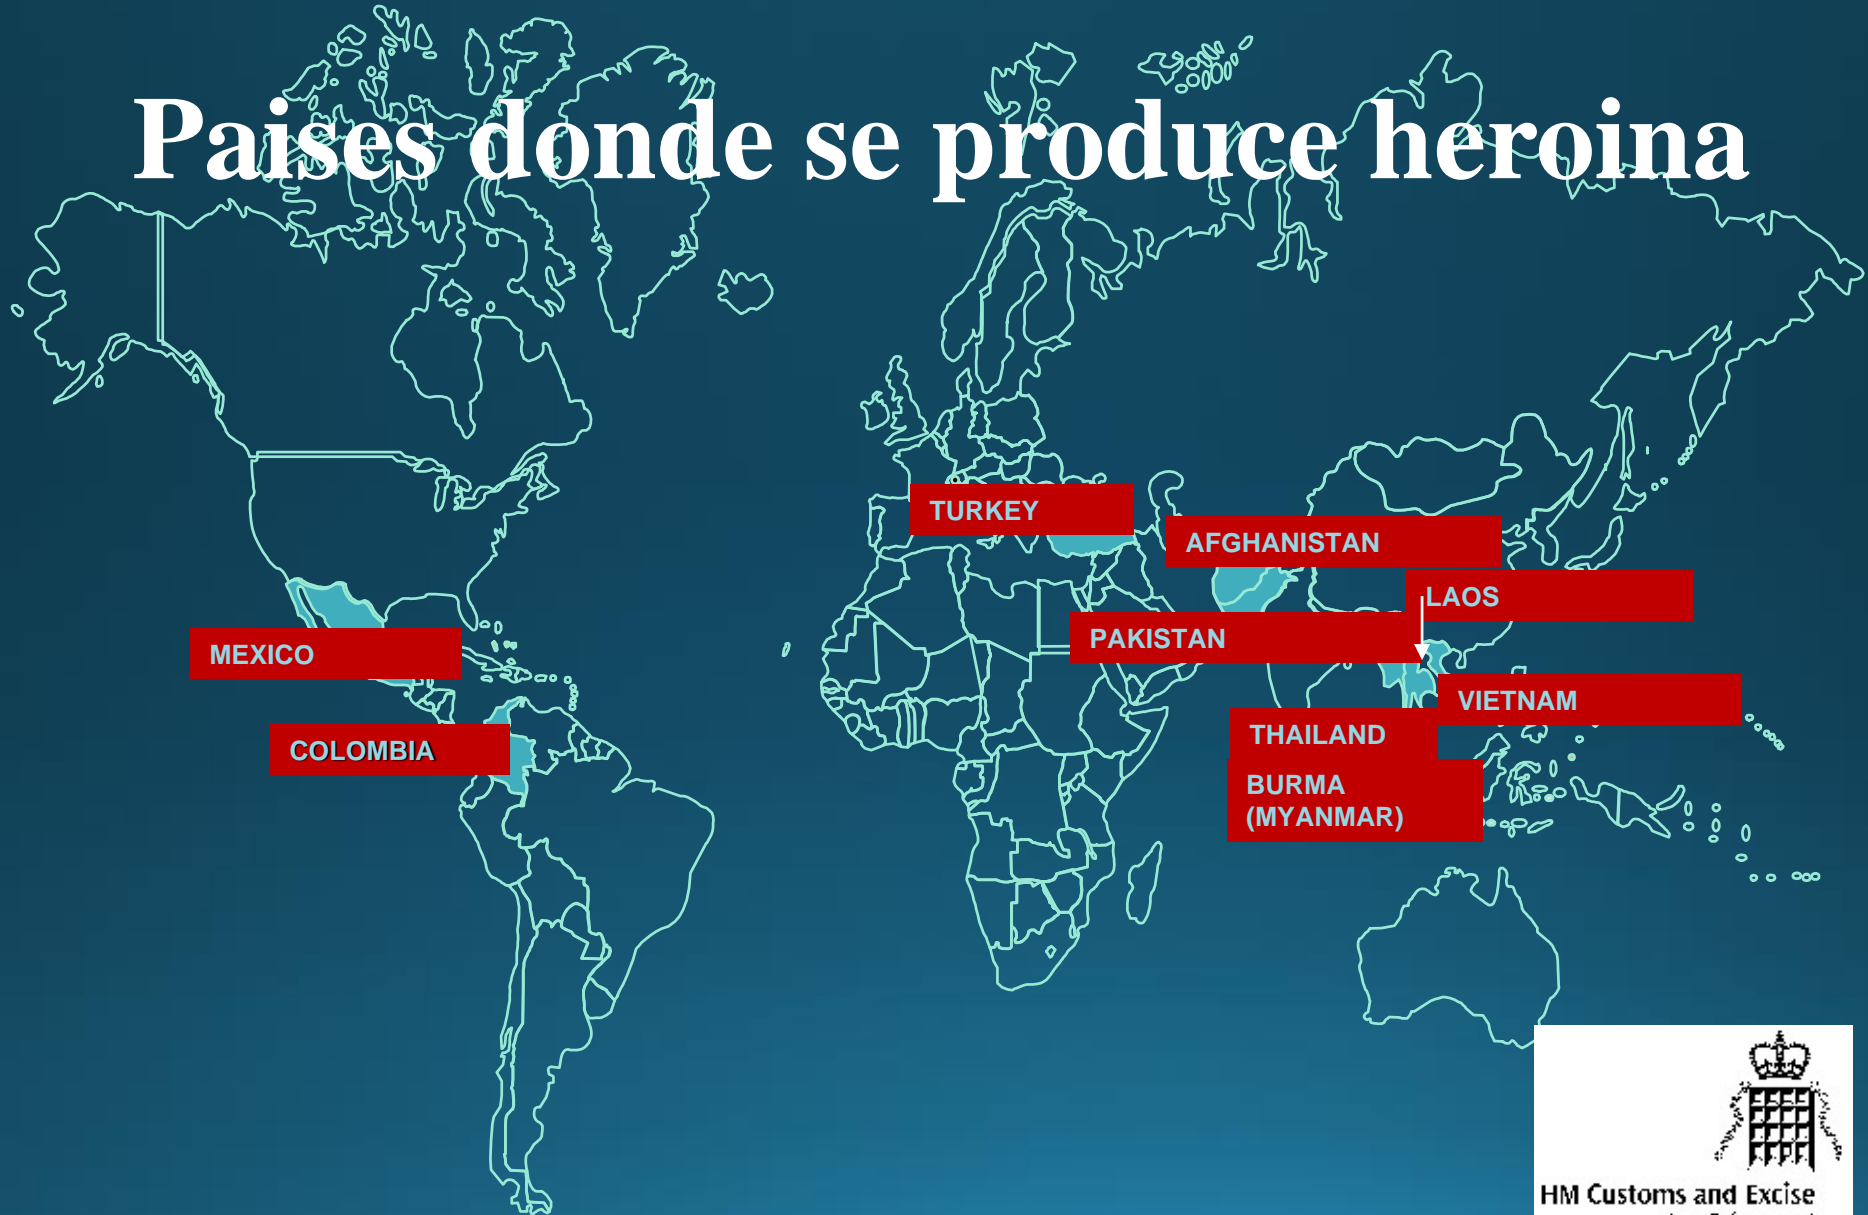 Paises donde se produce heroina
TURKEY
AFGHANISTAN
LAOS
PAKISTAN
MEXICO
VIETNAM
COLOMBIA
THAILAND
BURMA
(MYANMAR)
HM Customs and Excise